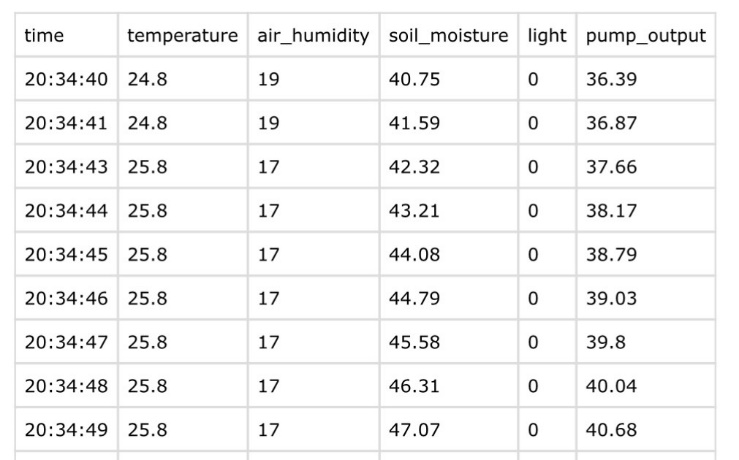 time temperature air_humidity soil_moisture light pump_output
20:34:40 24.8 19 40.75 0 36.39
20:34:41 24.8 19 41.59 0 36.87
20:34:43 25.8 17 42.32 0 37.66
20:34:44 25.8 17 43.21 0 38.17
20:34:45 25.8 17 44.08 0 38.79
20:34:46 25.8 17 44.79 0 39.03
20:34:47 25.8 17 45.58 0 39.8
20:34:48 25.8 17 46.31 0 40.04
20:34:49 25.8 17 47.07 0 40.68